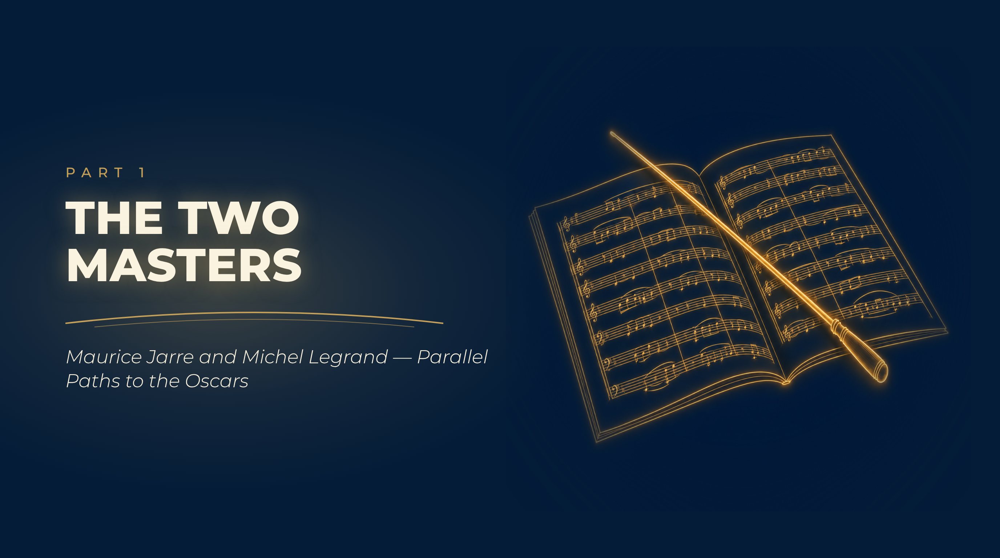 PART 1
THE TWO
MASTERS
Maurice Jarre and Michel Legrand — Parallel
Paths to the Oscars